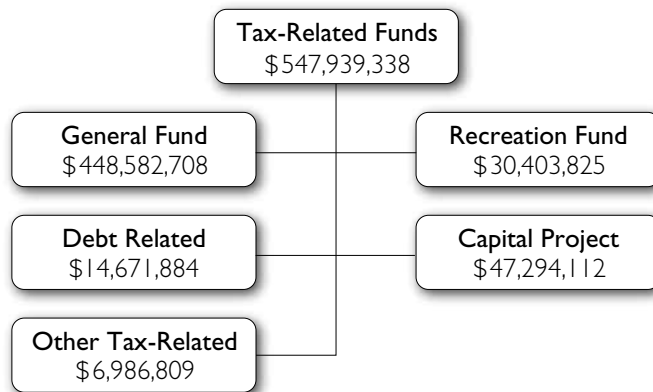 Tax-Related Funds
$547,939,338
General Fund
$448,582,708
Recreation Fund
$30,403,825
Debt Related
$14,671,884
Capital Project
$47,294,112
Other Tax-Related
$6,986,809